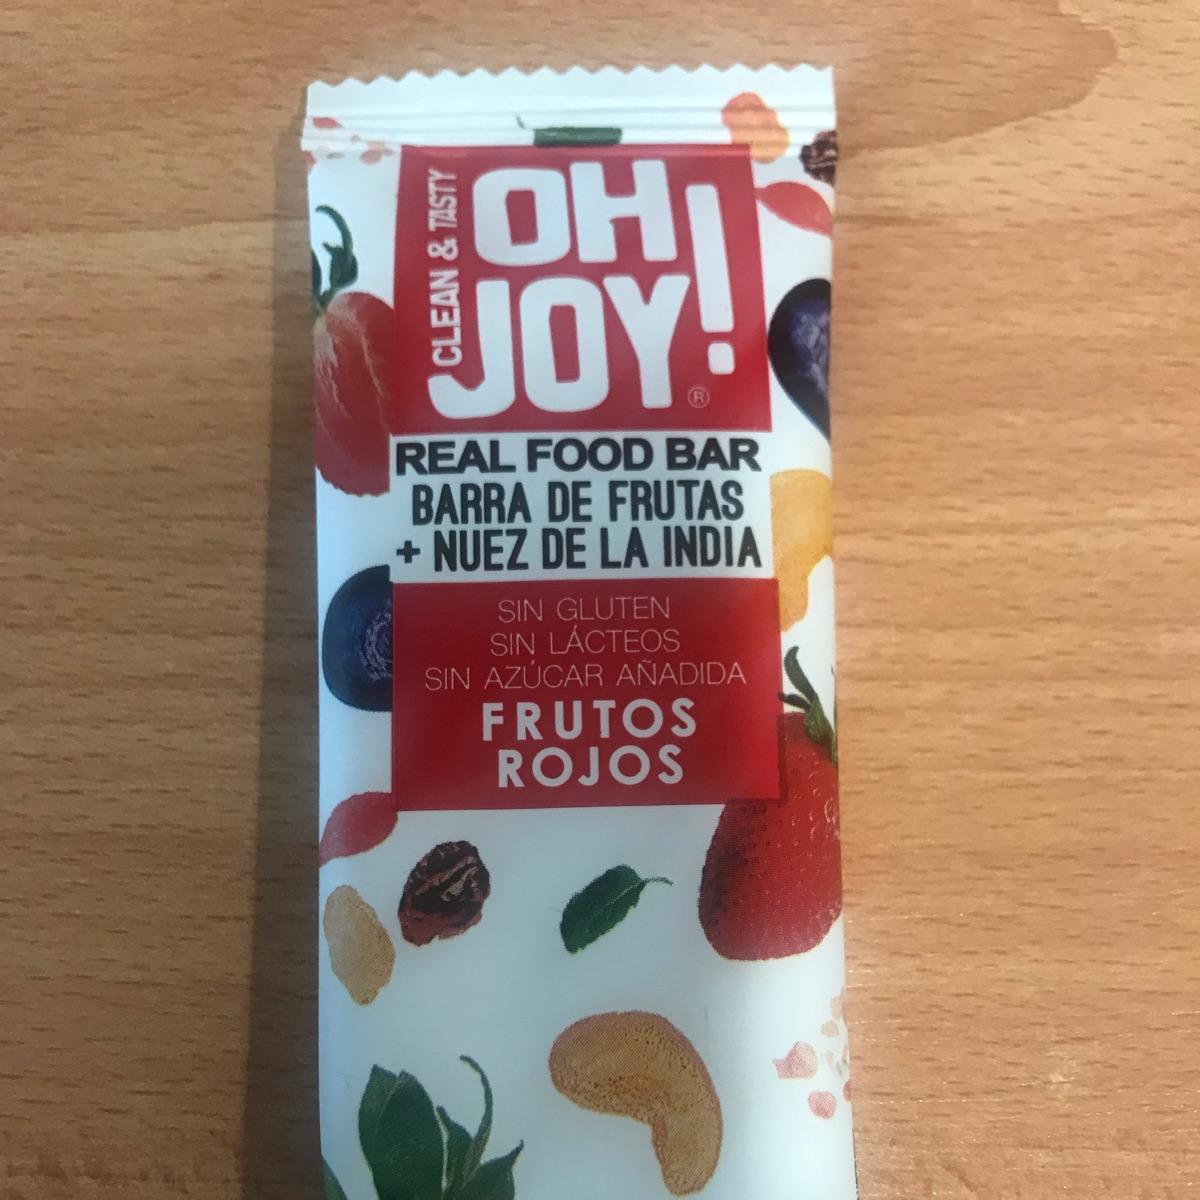 CLEAN & TASTY
OH
JOY!
®
REAL FOOD BAR
BARRA DE FRUTAS
+ NUEZ DE LA INDIA
SIN GLUTEN
SIN LÁCTEOS
SIN AZÚCAR AÑADIDA
FRUTOS
ROJOS